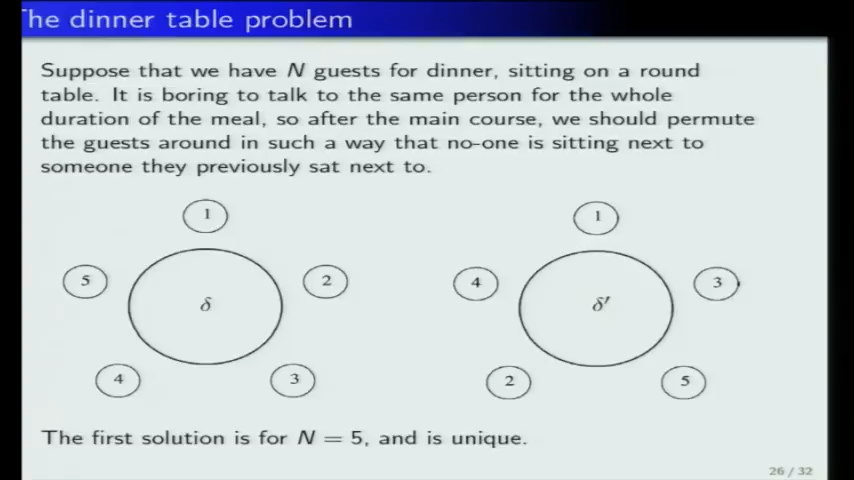 The dinner table problem
Suppose that we have N guests for dinner, sitting on a round
table. It is boring to talk to the same person for the whole
duration of the meal, so after the main course, we should permute
the guests around in such a way that no-one is sitting next to
someone they previously sat next to.
1
5
2
δ
4
3
1
4
3
δ′
2
5
The first solution is for N = 5, and is unique.
26 / 32